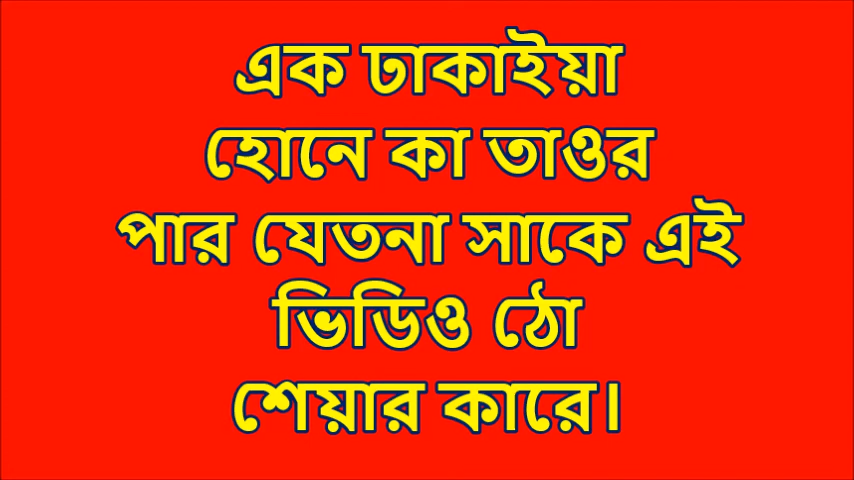 এক ঢাকাইয়া
হোনে কা তাওর
পার যেতনা সাকে এই
ভিডিও ঠো
শেয়ার কারে।